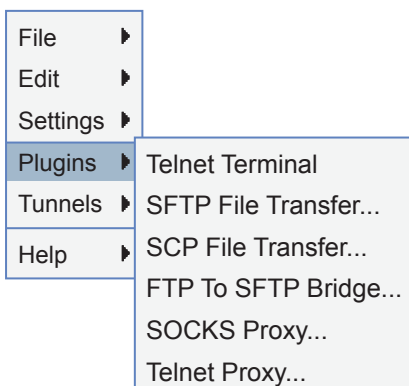 File
Edit
Settings
Plugins
Tunnels
Help
Telnet Terminal
SFTP File Transfer...
SCP File Transfer...
FTP To SFTP Bridge...
SOCKS Proxy...
Telnet Proxy...